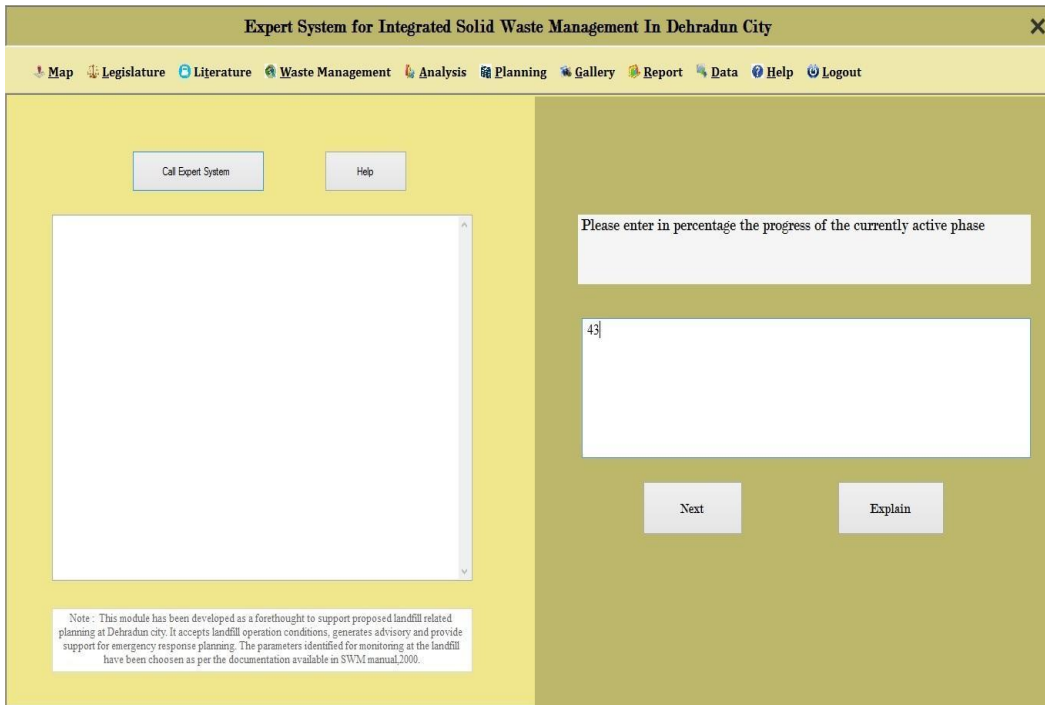 Expert System for Integrated Solid Waste Management In Dehradun City
Map Legislature Literature Waste Management Analysis Planning Gallery Report Data Help Logout
Call Expert System
Help
Note : This module has been developed as a forethought to support proposed landfill related
planning at Dehradun city. It accepts landfill operation conditions, generates advisory and provide
support for emergency response planning. The parameters identified for monitoring at the landfill
have been choosen as per the documentation available in SWM manual,2000.
Please enter in percentage the progress of the currently active phase
43
Next
Explain